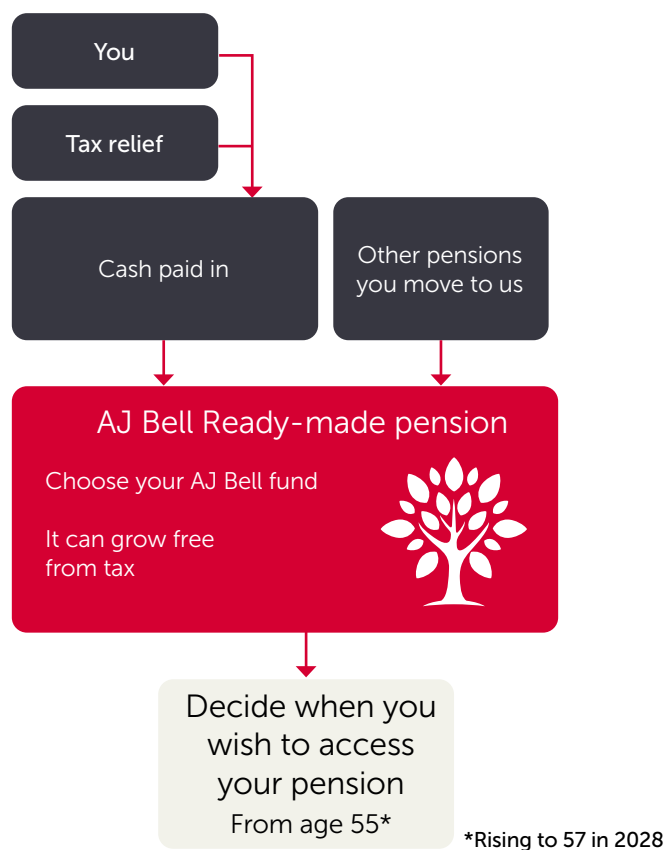 You
Tax relief
Cash paid in
Other pensions
you move to us
AJ Bell Ready-made pension
Choose your AJ Bell fund
It can grow free
from tax
Decide when you
wish to access
your pension
From age 55*
*Rising to 57 in 2028